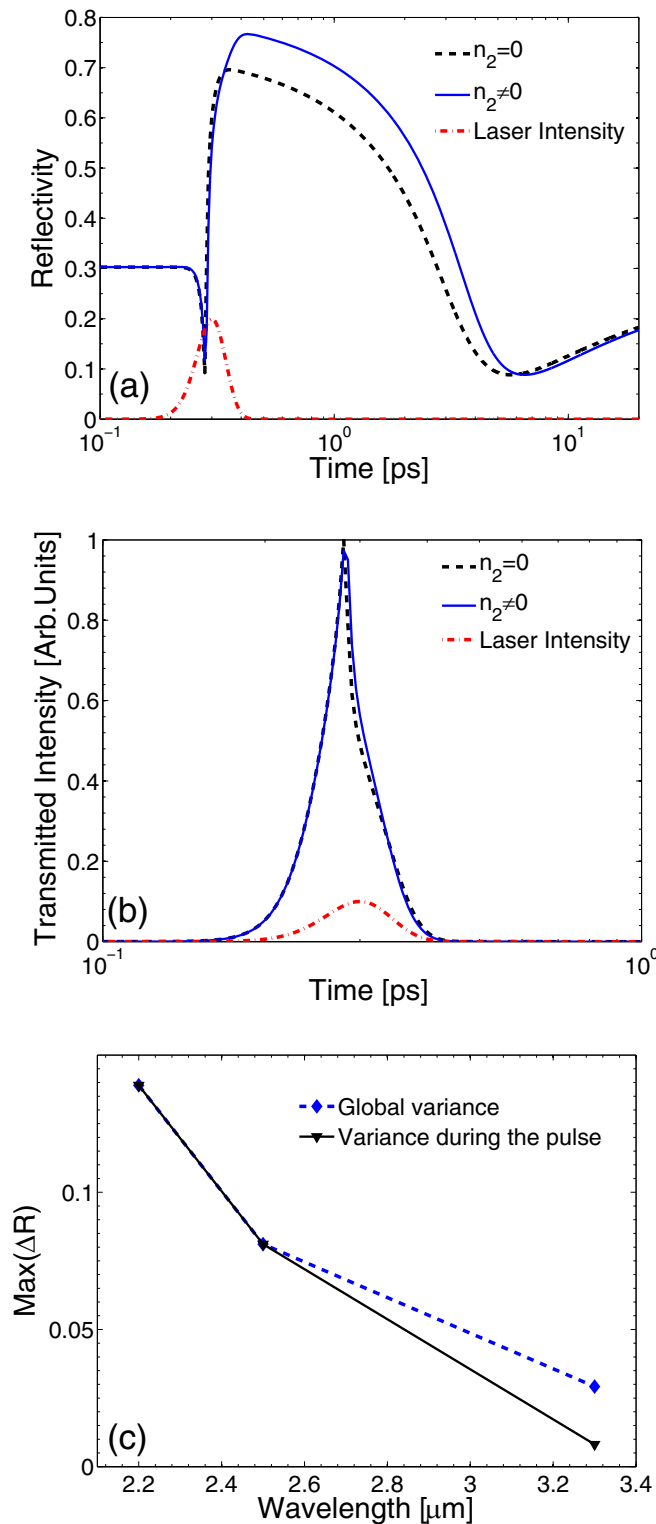 0.8
0.7
0.6
0.5
0.4
0.3
0.2
0.1
0
Reflectivity
n₂=0
n₂≠0
Laser Intensity
(a)
10⁻¹ 10⁰ 10¹
Time [ps]
1
0.8
0.6
0.4
0.2
0
Transmitted Intensity [Arb.Units]
n₂=0
n₂≠0
Laser Intensity
(b)
10⁻¹ 10⁰
Time [ps]
0.1
0.05
0
Max(ΔR)
Global variance
Variance during the pulse
(c)
2.2 2.4 2.6 2.8 3 3.2 3.4
Wavelength [μm]